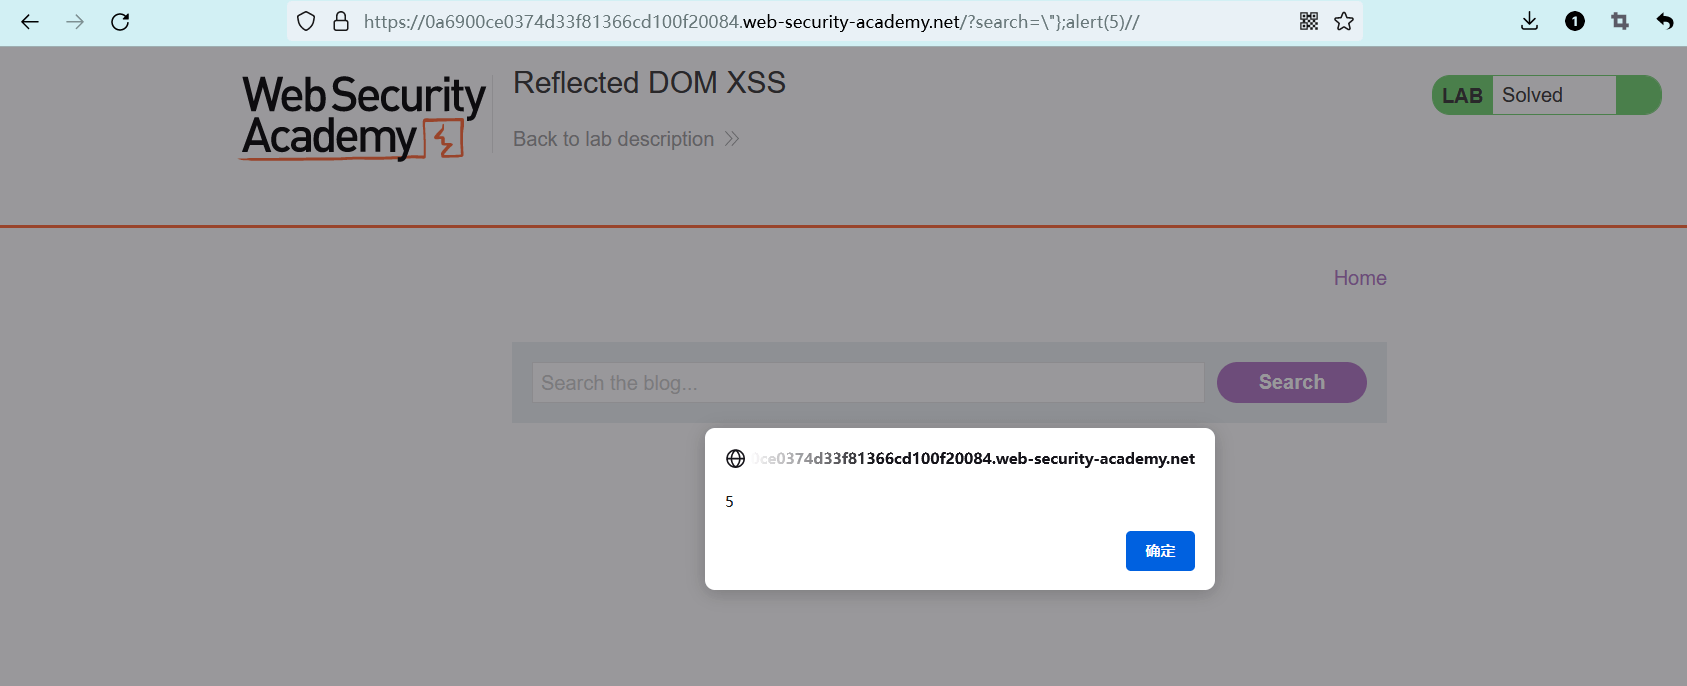 https://0a6900ce0374d33f81366cd100f20084.web-security-academy.net/?search=\"};alert(5)//
1
Web Security
Academy
Reflected DOM XSS
Back to lab description
LAB Solved
Home
Search the blog...
Search
0ce0374d33f81366cd100f20084.web-security-academy.net
5
确定